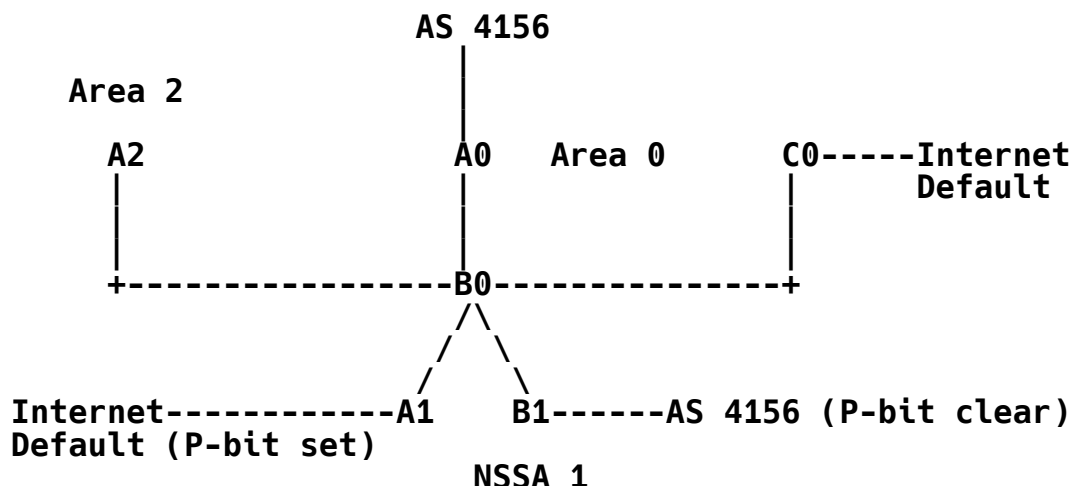 AS 4156
Area 2
A2 A0 Area 0 C0-----Internet
Default
+-----------------B0---------------+
Internet------------A1 B1------AS 4156 (P-bit clear)
Default (P-bit set)
NSSA 1